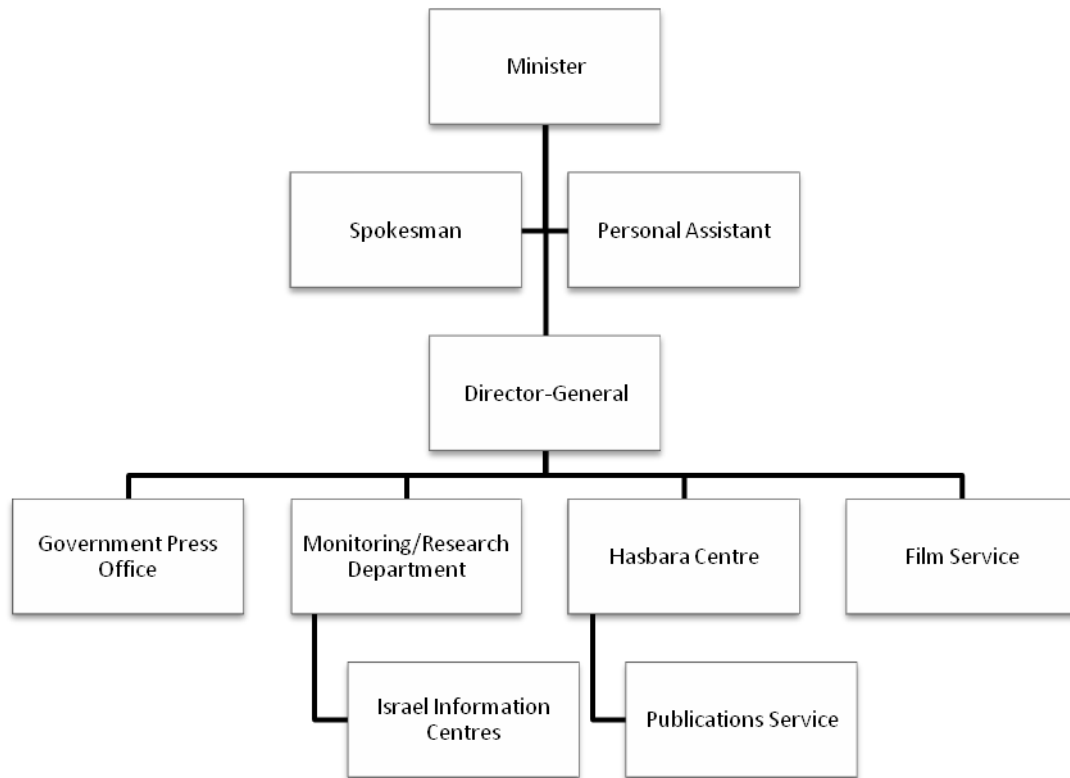 Minister
Spokesman
Personal Assistant
Director-General
Government Press
Office
Monitoring/Research
Department
Hasbara Centre
Film Service
Israel Information
Centres
Publications Service